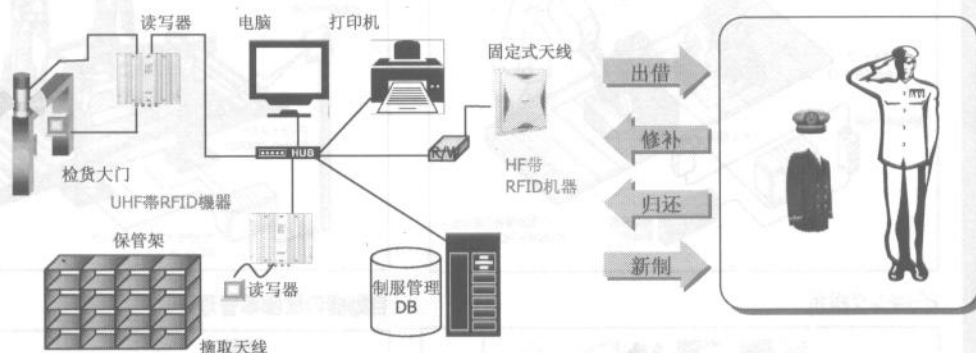 读写器
电脑
打印机
固定式天线
出借
修补
归还
新制
HUB
R/W
HF带
RFID机器
检货大门
UHF帯RFID機器
保管架
读写器
制服管理
DB
摘取天线